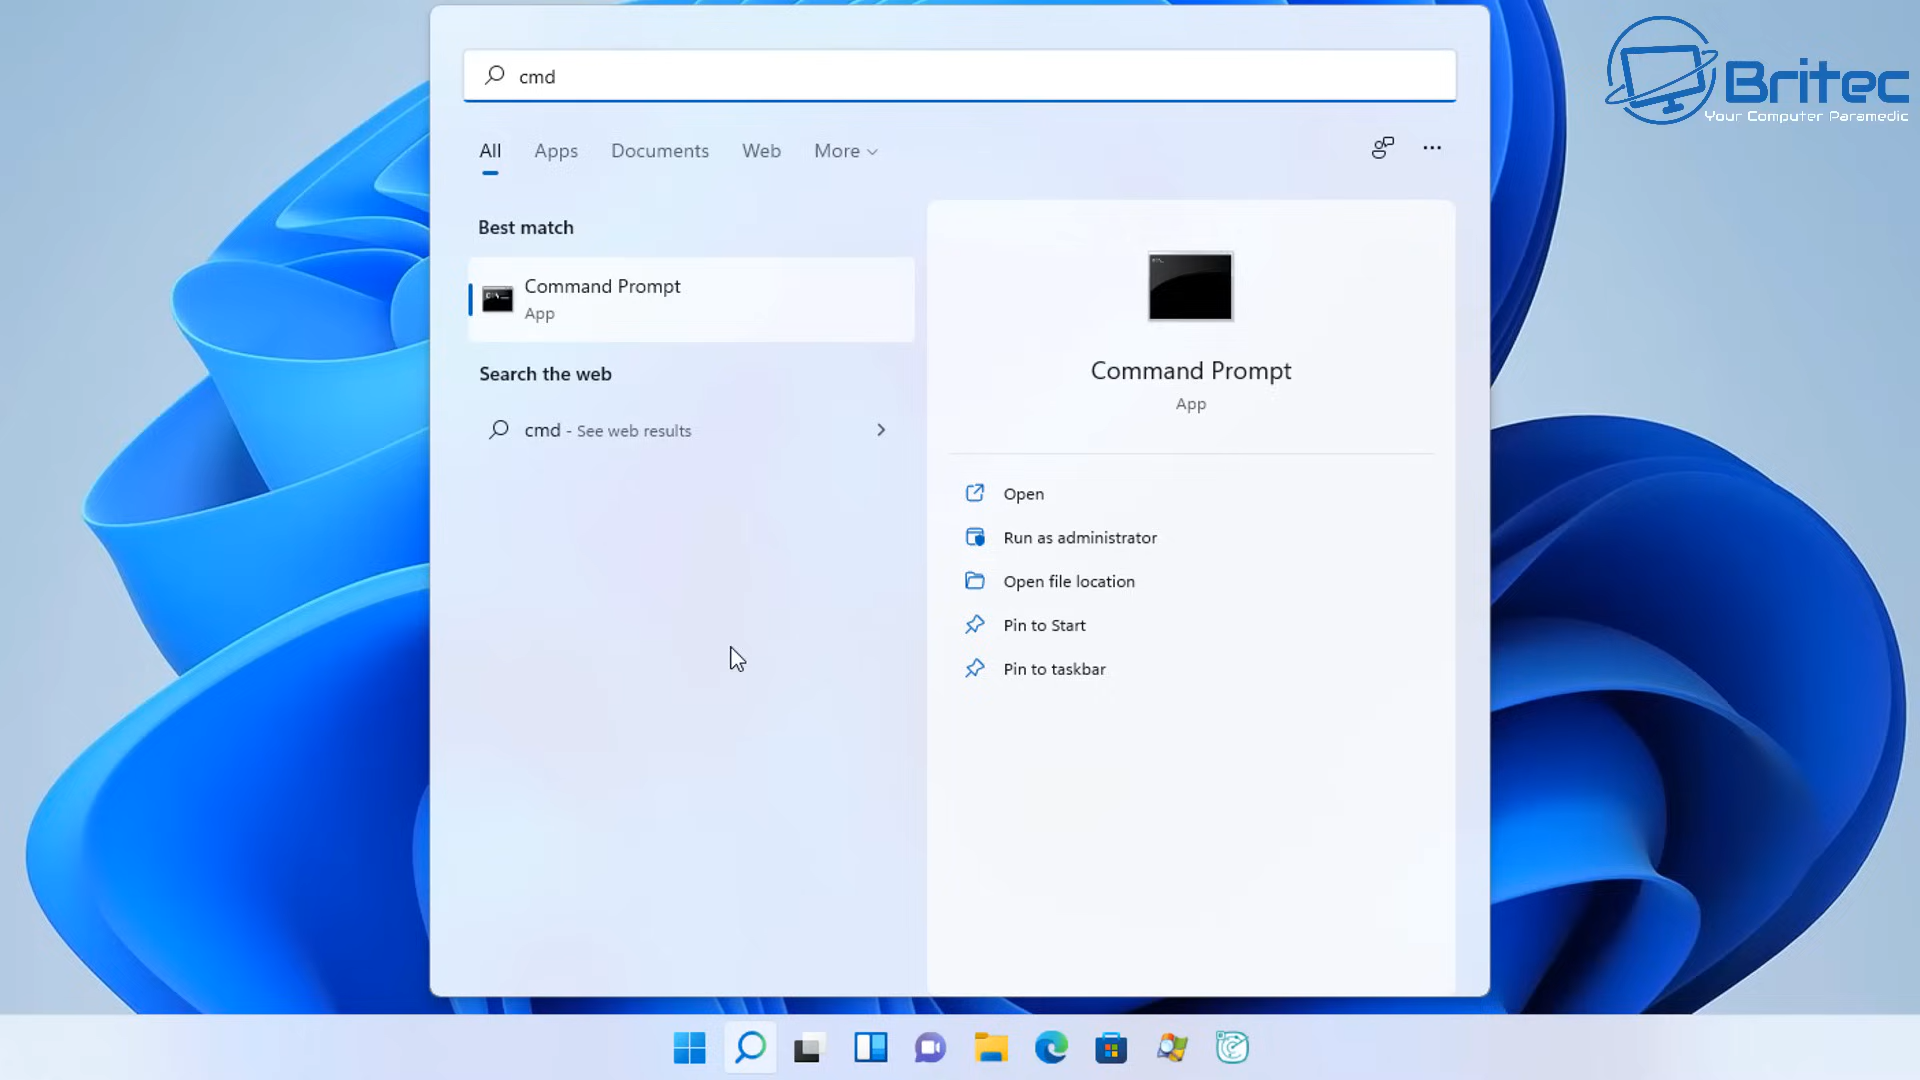 cmd
Britec
Your Computer Paramedic
All Apps Documents Web More
Best match
Command Prompt
App
Search the web
cmd - See web results
Command Prompt
App
Open
Run as administrator
Open file location
Pin to Start
Pin to taskbar